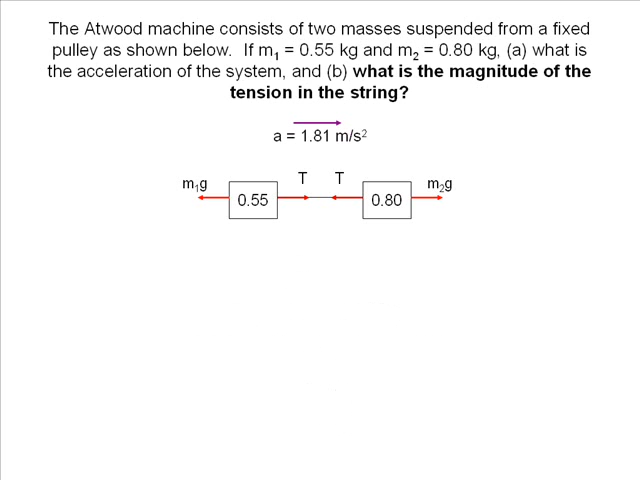 The Atwood machine consists of two masses suspended from a fixed
pulley as shown below.  If m₁ = 0.55 kg and m₂ = 0.80 kg, (a) what is
the acceleration of the system, and (b) what is the magnitude of the
tension in the string?
a = 1.81 m/s²
m₁g T T m₂g
0.55 0.80